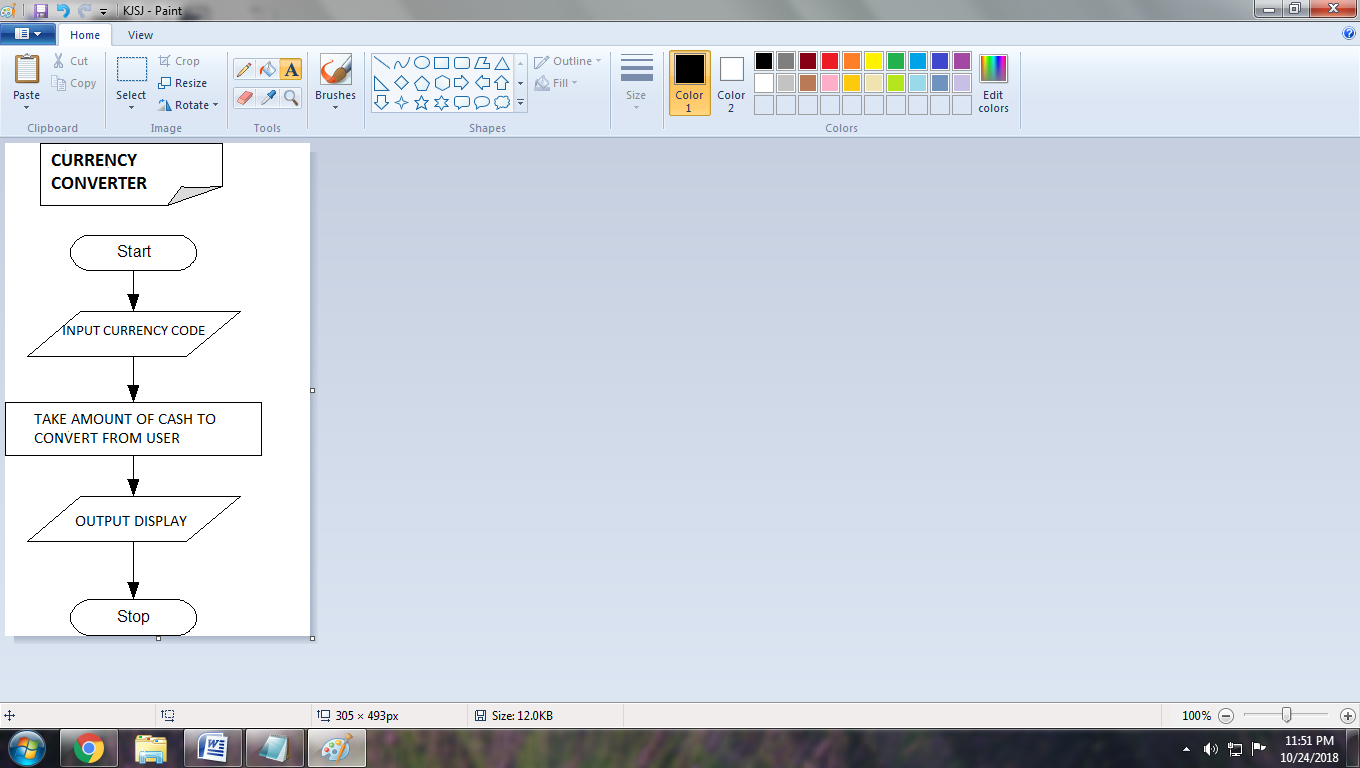 KJSJ - Paint
Home View
Paste
Cut
Copy
Clipboard
Select
Crop
Resize
Rotate
Image
A
Tools
Brushes
Outline
Fill
Shapes
Size
Color 1
Color 2
Edit colors
Colors
CURRENCY
CONVERTER
Start
INPUT CURRENCY CODE
TAKE AMOUNT OF CASH TO
CONVERT FROM USER
OUTPUT DISPLAY
Stop
305 × 493px
Size: 12.0KB
100%
11:51 PM
10/24/2018